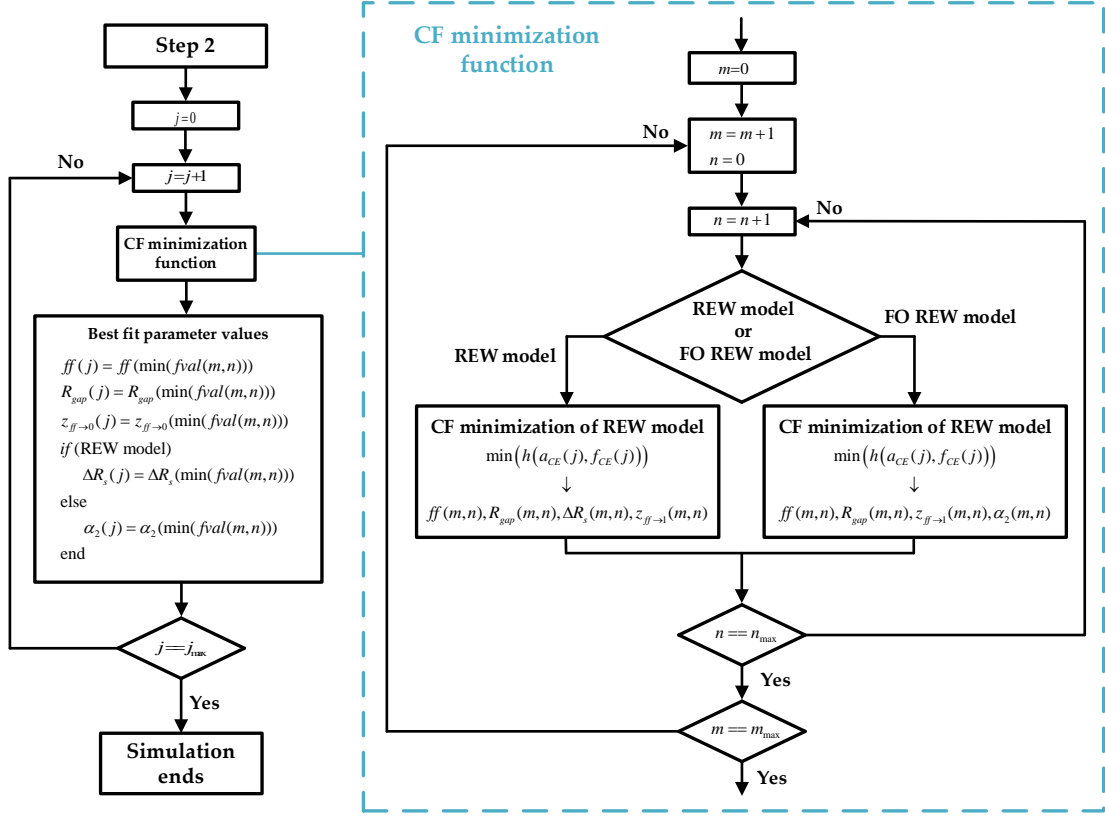 Step 2
j=0
No
j=j+1
CF minimization
function
Best fit parameter values
ff(j) = ff(min(fval(m,n)))
R_gap(j) = R_gap(min(fval(m,n)))
z_ff→0(j) = z_ff→0(min(fval(m,n)))
if (REW model)
ΔR_s(j) = ΔR_s(min(fval(m,n)))
else
α_2(j) = α_2(min(fval(m,n)))
end
j==j_max
Yes
Simulation
ends
CF minimization
function
m=0
No
m = m+1
n = 0
n = n+1
No
REW model
or
FO REW model
REW model
FO REW model
CF minimization of REW model
min(h(a_CE(j), f_CE(j)))
↓
ff(m,n), R_gap(m,n), ΔR_s(m,n), z_ff→1(m,n)
CF minimization of REW model
min(h(a_CE(j), f_CE(j)))
↓
ff(m,n), R_gap(m,n), z_ff→1(m,n), α_2(m,n)
n == n_max
Yes
m == m_max
Yes